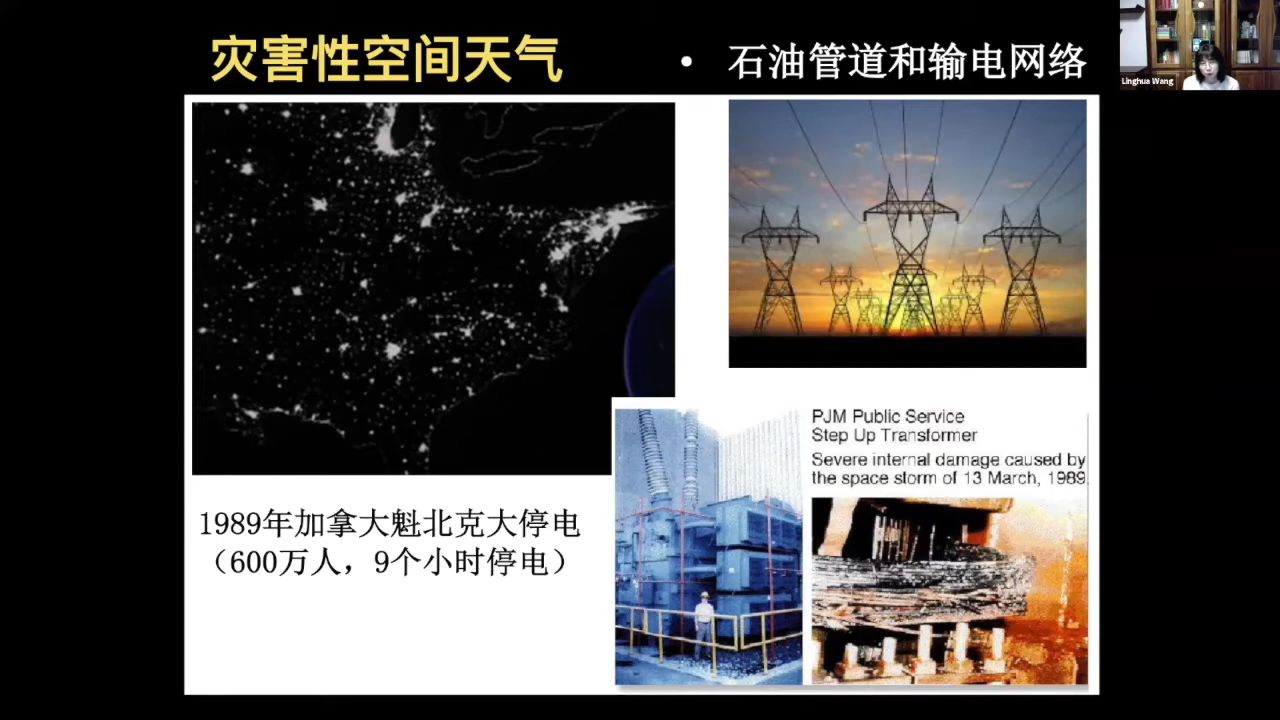 灾害性空间天气
• 石油管道和输电网络
Linghua Wang
PJM Public Service
Step Up Transformer
Severe internal damage caused by
the space storm of 13 March, 1989
1989年加拿大魁北克大停电
（600万人，9个小时停电）